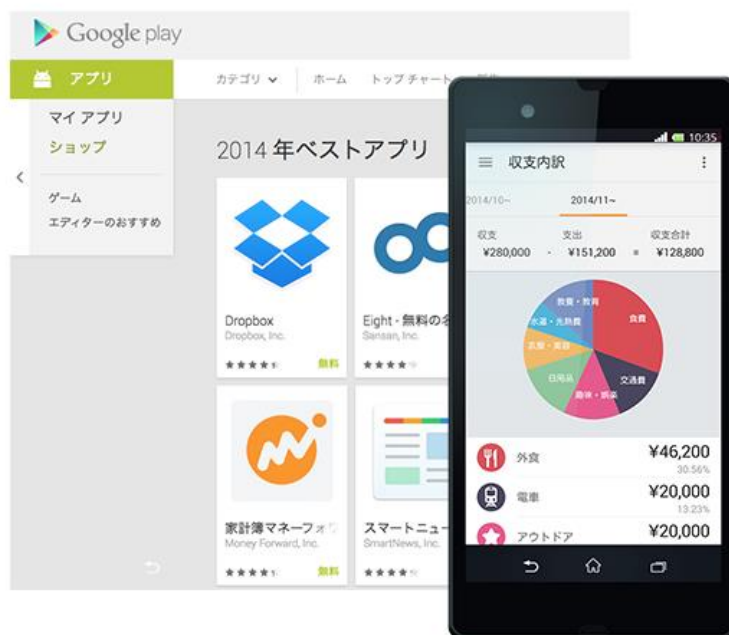 Google play
アプリ
カテゴリ
ホーム
トップ チャート
マイ アプリ
ショップ
ゲーム
エディターのおすすめ
2014 年ベストアプリ
Dropbox
Dropbox, Inc.
無料
Eight - 無料の名
Sansan, Inc.
家計簿マネーフォワ
Money Forward, Inc.
無料
スマートニュー
SmartNews, Inc.
10:35
収支内訳
2014/10~
2014/11~
収支
支出
収支合計
¥280,000 - ¥151,200 = ¥128,800
教養・教育
食費
水道・光熱費
衣服・美容
日用品
交通費
趣味・娯楽
外食
¥46,200
30.56%
電車
¥20,000
13.23%
アウトドア
¥20,000